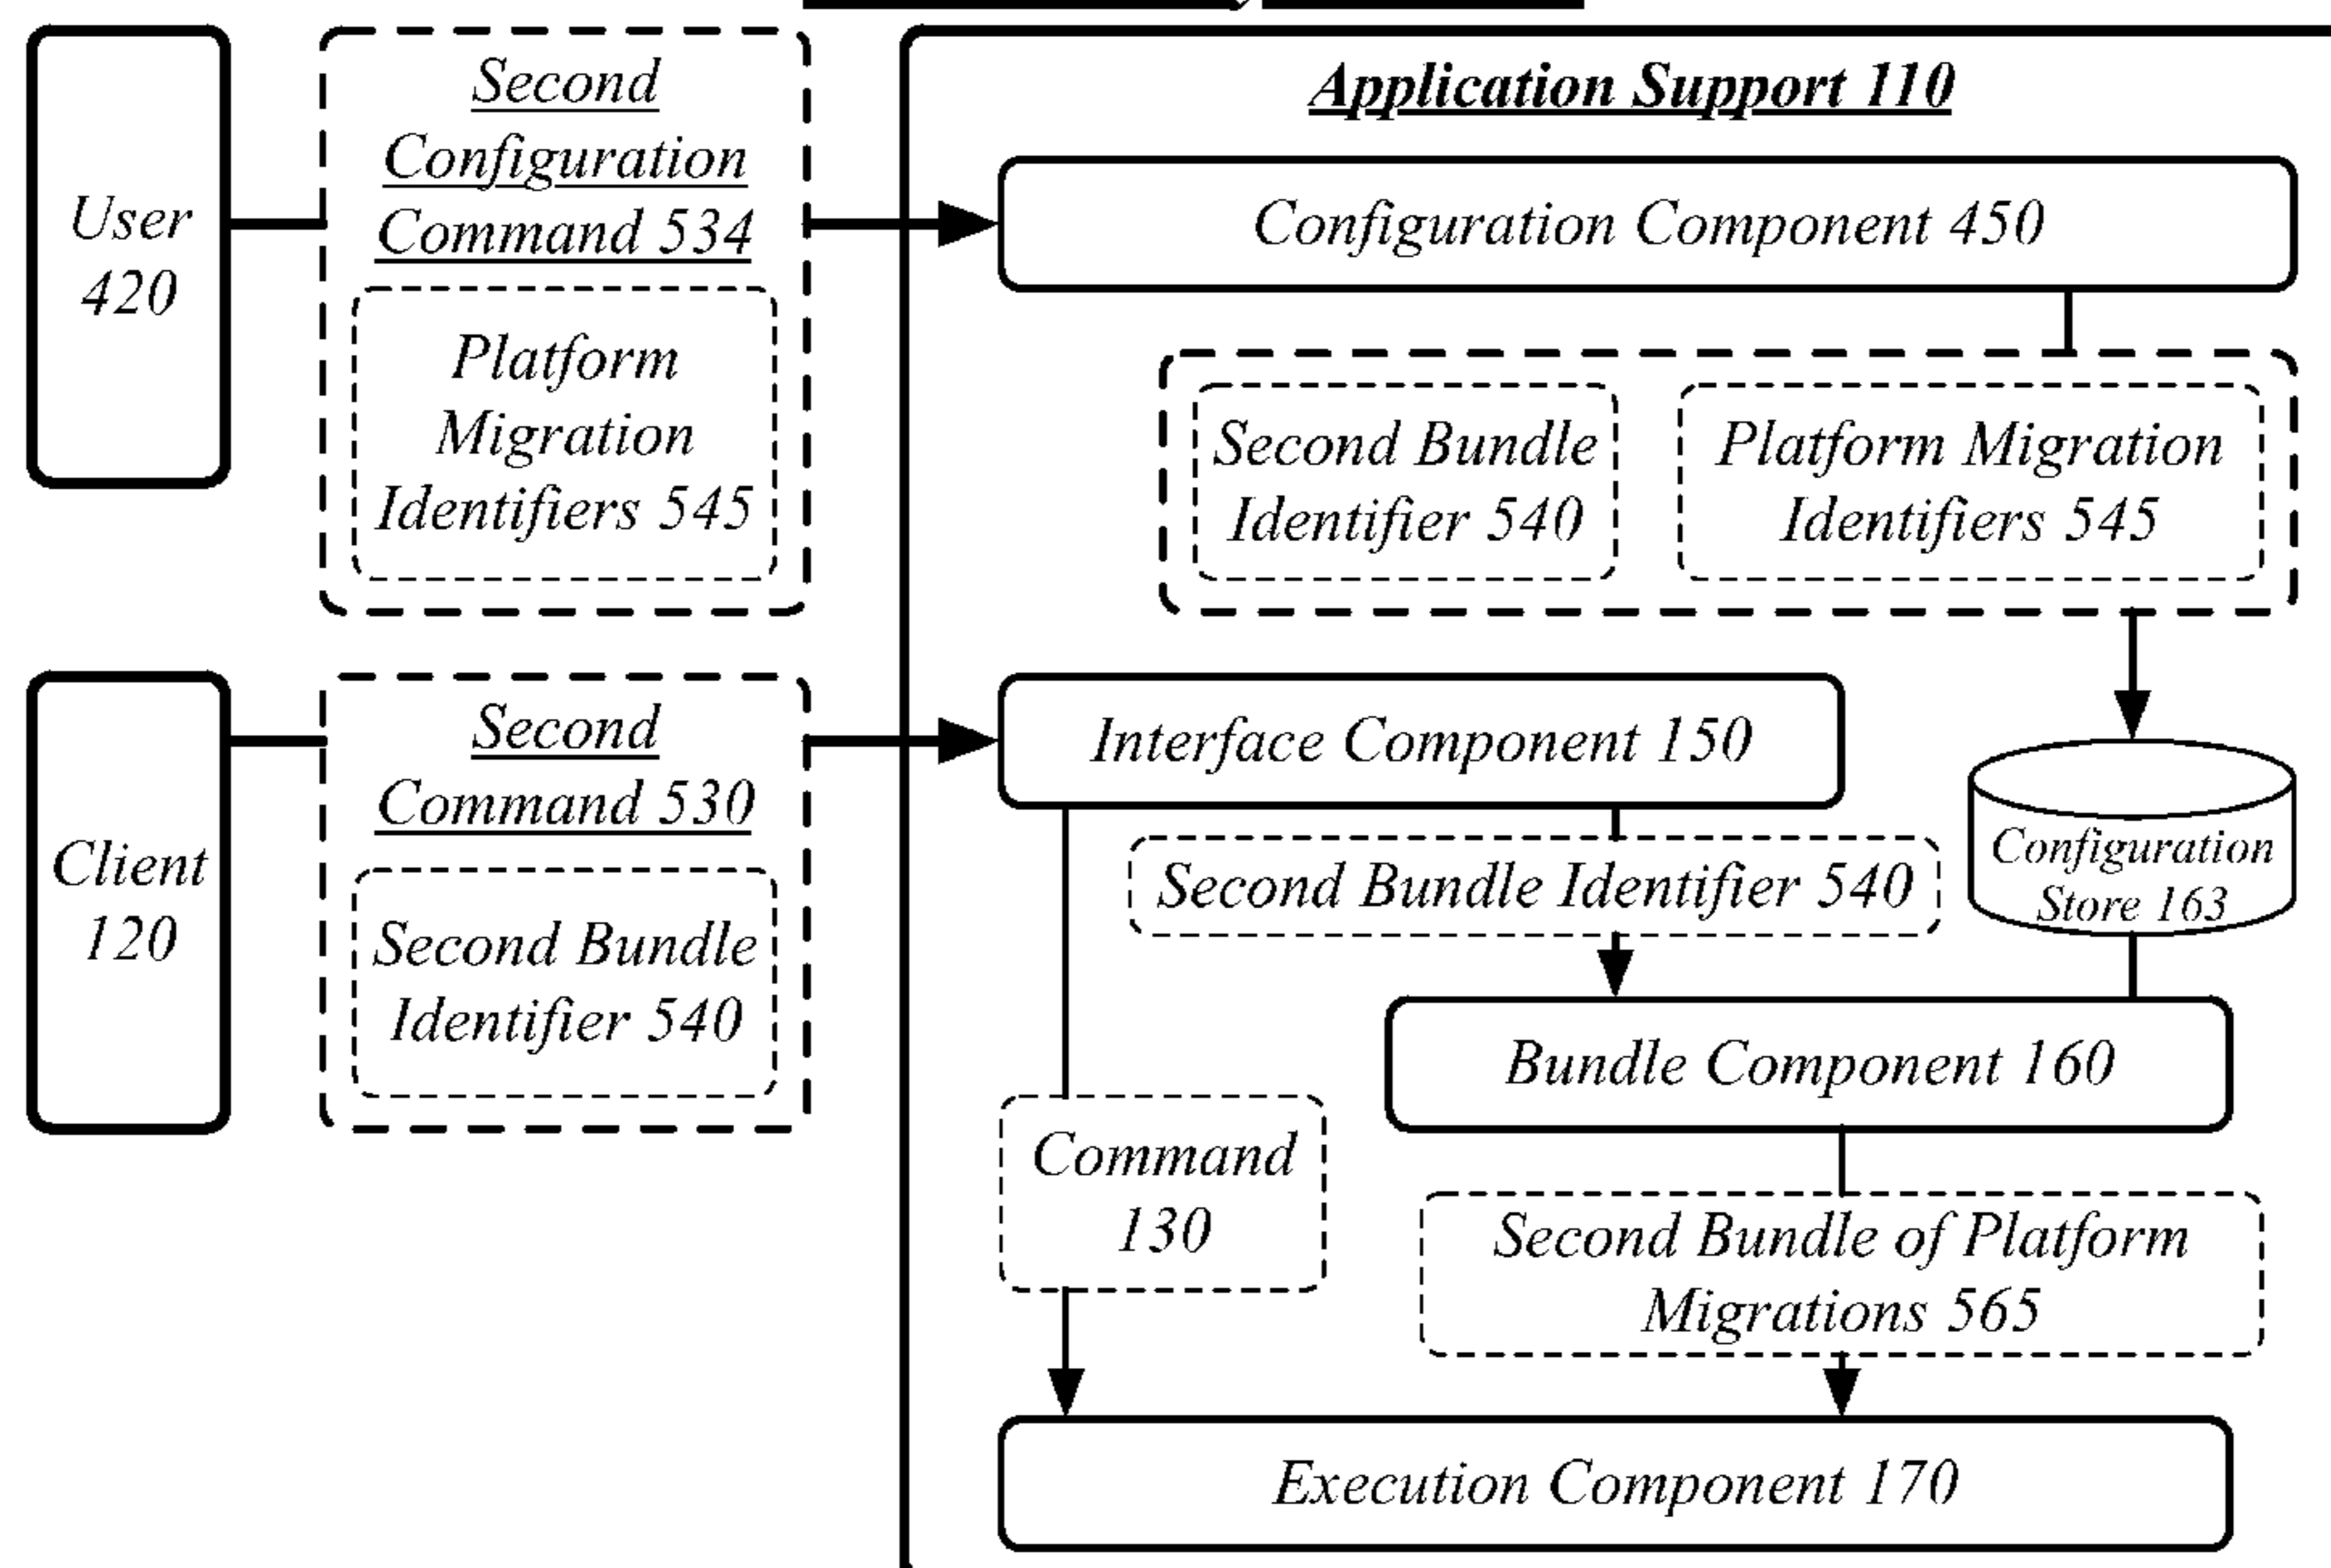 Application Support 110
User
420
Second
Configuration
Command 534
Platform
Migration
Identifiers 545
Configuration Component 450
Second Bundle
Identifier 540
Platform Migration
Identifiers 545
Client
120
Second
Command 530
Second Bundle
Identifier 540
Interface Component 150
Second Bundle Identifier 540
Configuration
Store 163
Bundle Component 160
Command
130
Second Bundle of Platform
Migrations 565
Execution Component 170